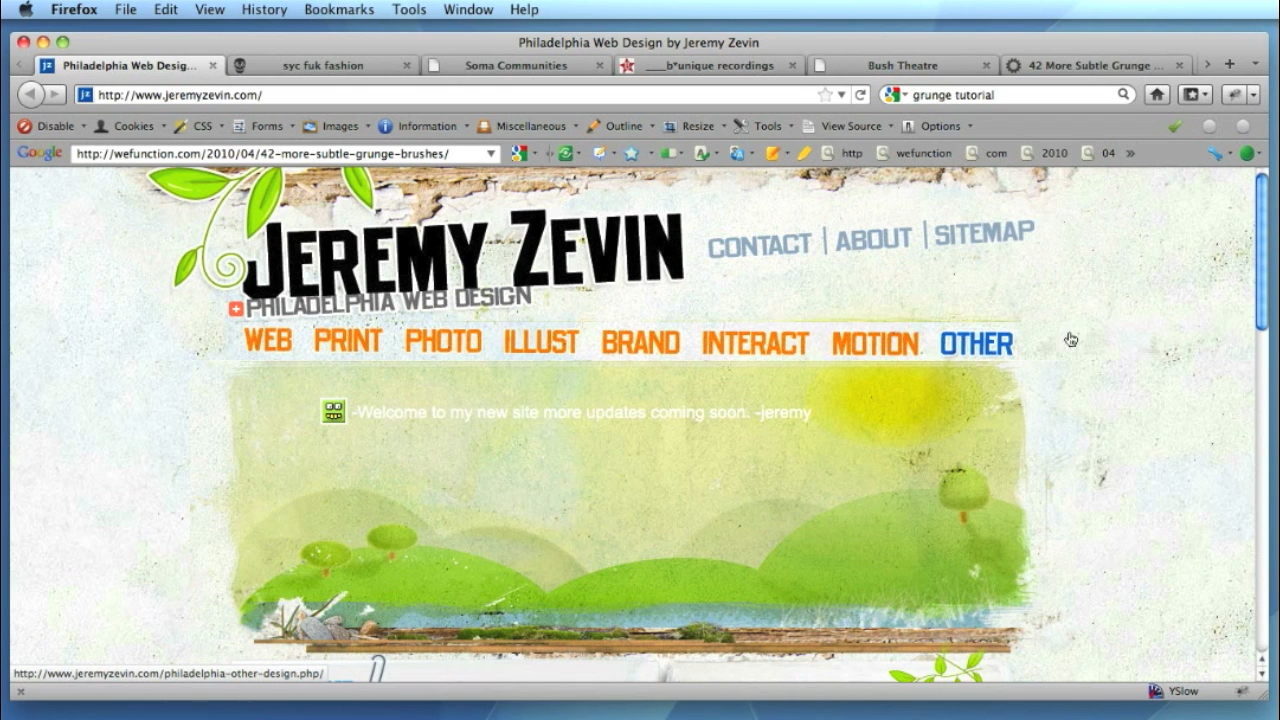 Firefox File Edit View History Bookmarks Tools Window Help
Philadelphia Web Design by Jeremy Zevin
jz Philadelphia Web Desig... syc fuk fashion Soma Communities ___b*unique recordings Bush Theatre 42 More Subtle Grunge ...
jz http://www.jeremyzevin.com/ grunge tutorial
Disable Cookies CSS Forms Images Information Miscellaneous Outline Resize Tools View Source Options
Google http://wefunction.com/2010/04/42-more-subtle-grunge-brushes/ http wefunction com 2010 04 »
JEREMY ZEVIN
CONTACT | ABOUT | SITEMAP
PHILADELPHIA WEB DESIGN
WEB PRINT PHOTO ILLUST BRAND INTERACT MOTION OTHER
-Welcome to my new site more updates coming soon. -jeremy
http://www.jeremyzevin.com/philadelphia-other-design.php/
YSlow